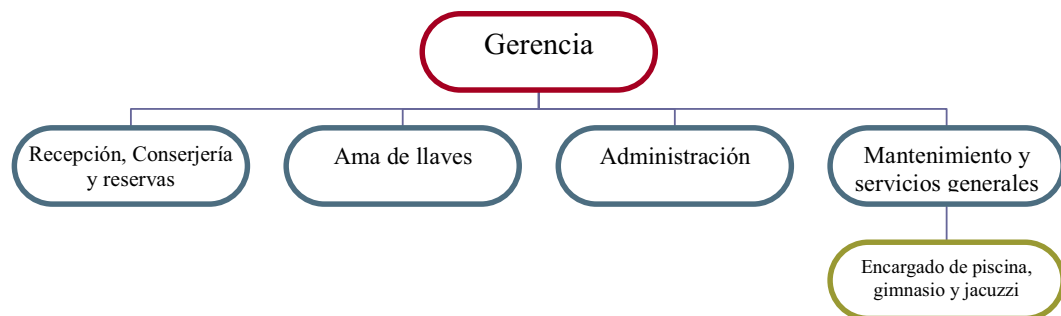 Gerencia
Recepción, Conserjería
y reservas
Ama de llaves
Administración
Mantenimiento y
servicios generales
Encargado de piscina,
gimnasio y jacuzzi